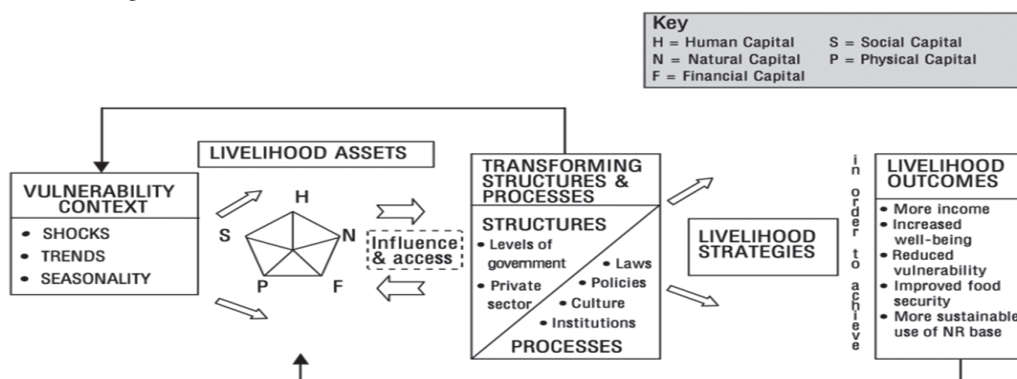 Key
H = Human Capital S = Social Capital
N = Natural Capital P = Physical Capital
F = Financial Capital
LIVELIHOOD ASSETS
VULNERABILITY
CONTEXT
• SHOCKS
• TRENDS
• SEASONALITY
H
S
N
P
F
Influence
& access
TRANSFORMING
STRUCTURES &
PROCESSES
STRUCTURES
• Levels of
government
• Private
sector
• Laws
• Policies
• Culture
• Institutions
PROCESSES
LIVELIHOOD
STRATEGIES
in order to achieve
LIVELIHOOD
OUTCOMES
• More income
• Increased
well-being
• Reduced
vulnerability
• Improved food
security
• More sustainable
use of NR base